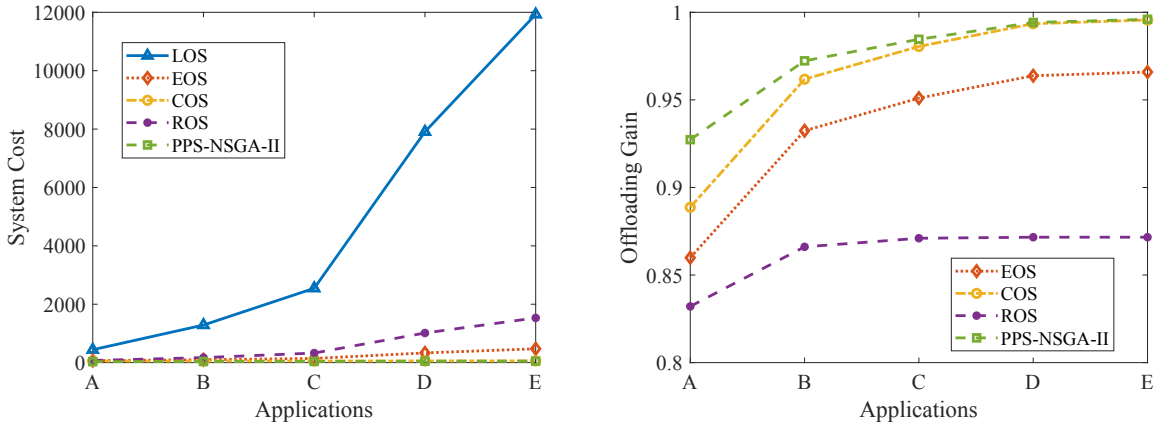 12000
10000
8000
6000
4000
2000
0
System Cost
LOS
EOS
COS
ROS
PPS-NSGA-II
A B C D E
Applications
1
0.95
0.9
0.85
0.8
Offloading Gain
EOS
COS
ROS
PPS-NSGA-II
A B C D E
Applications